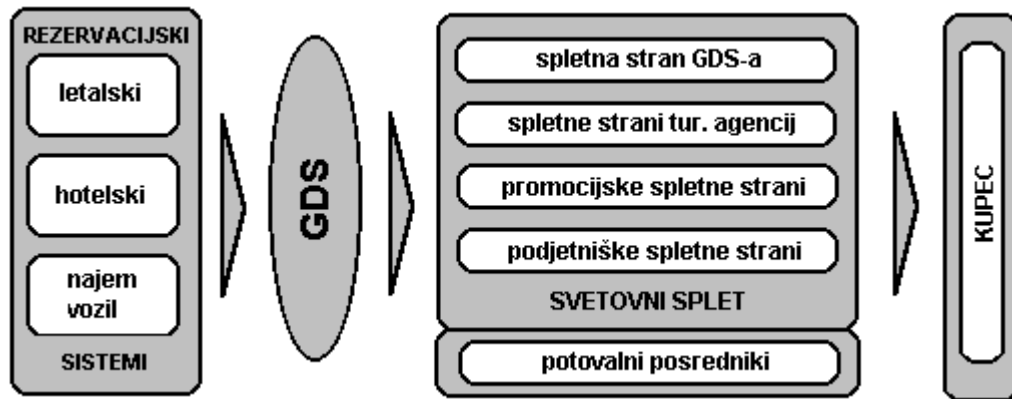 REZERVACIJSKI
letalski
hotelski
najem
vozil
SISTEMI
GDS
spletna stran GDS-a
spletne strani tur. agencij
promocijske spletne strani
podjetniške spletne strani
SVETOVNI SPLET
potovalni posredniki
KUPEC